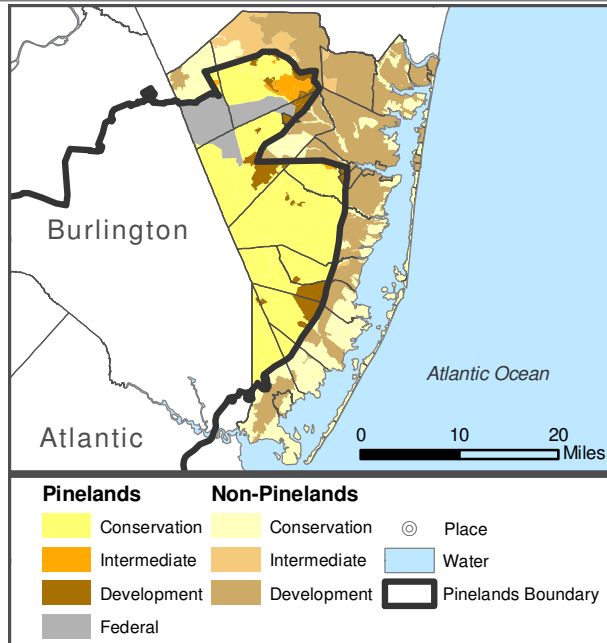 Burlington
Atlantic Ocean
Atlantic
0 10 20
Miles
Pinelands Non-Pinelands
Conservation Conservation Place
Intermediate Intermediate Water
Development Development Pinelands Boundary
Federal